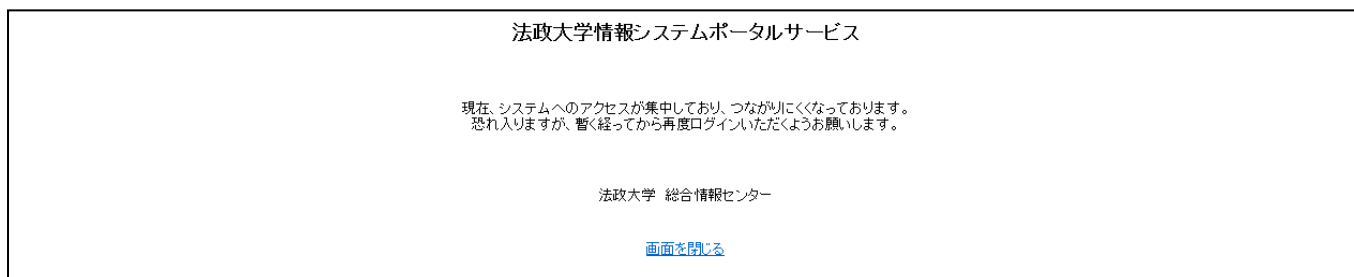 法政大学情報システムポータルサービス
現在、システムへのアクセスが集中しており、つながりにくくなっております。
恐れ入りますが、暫く経ってから再度ログインいただくようお願いします。
法政大学 総合情報センター
画面を閉じる